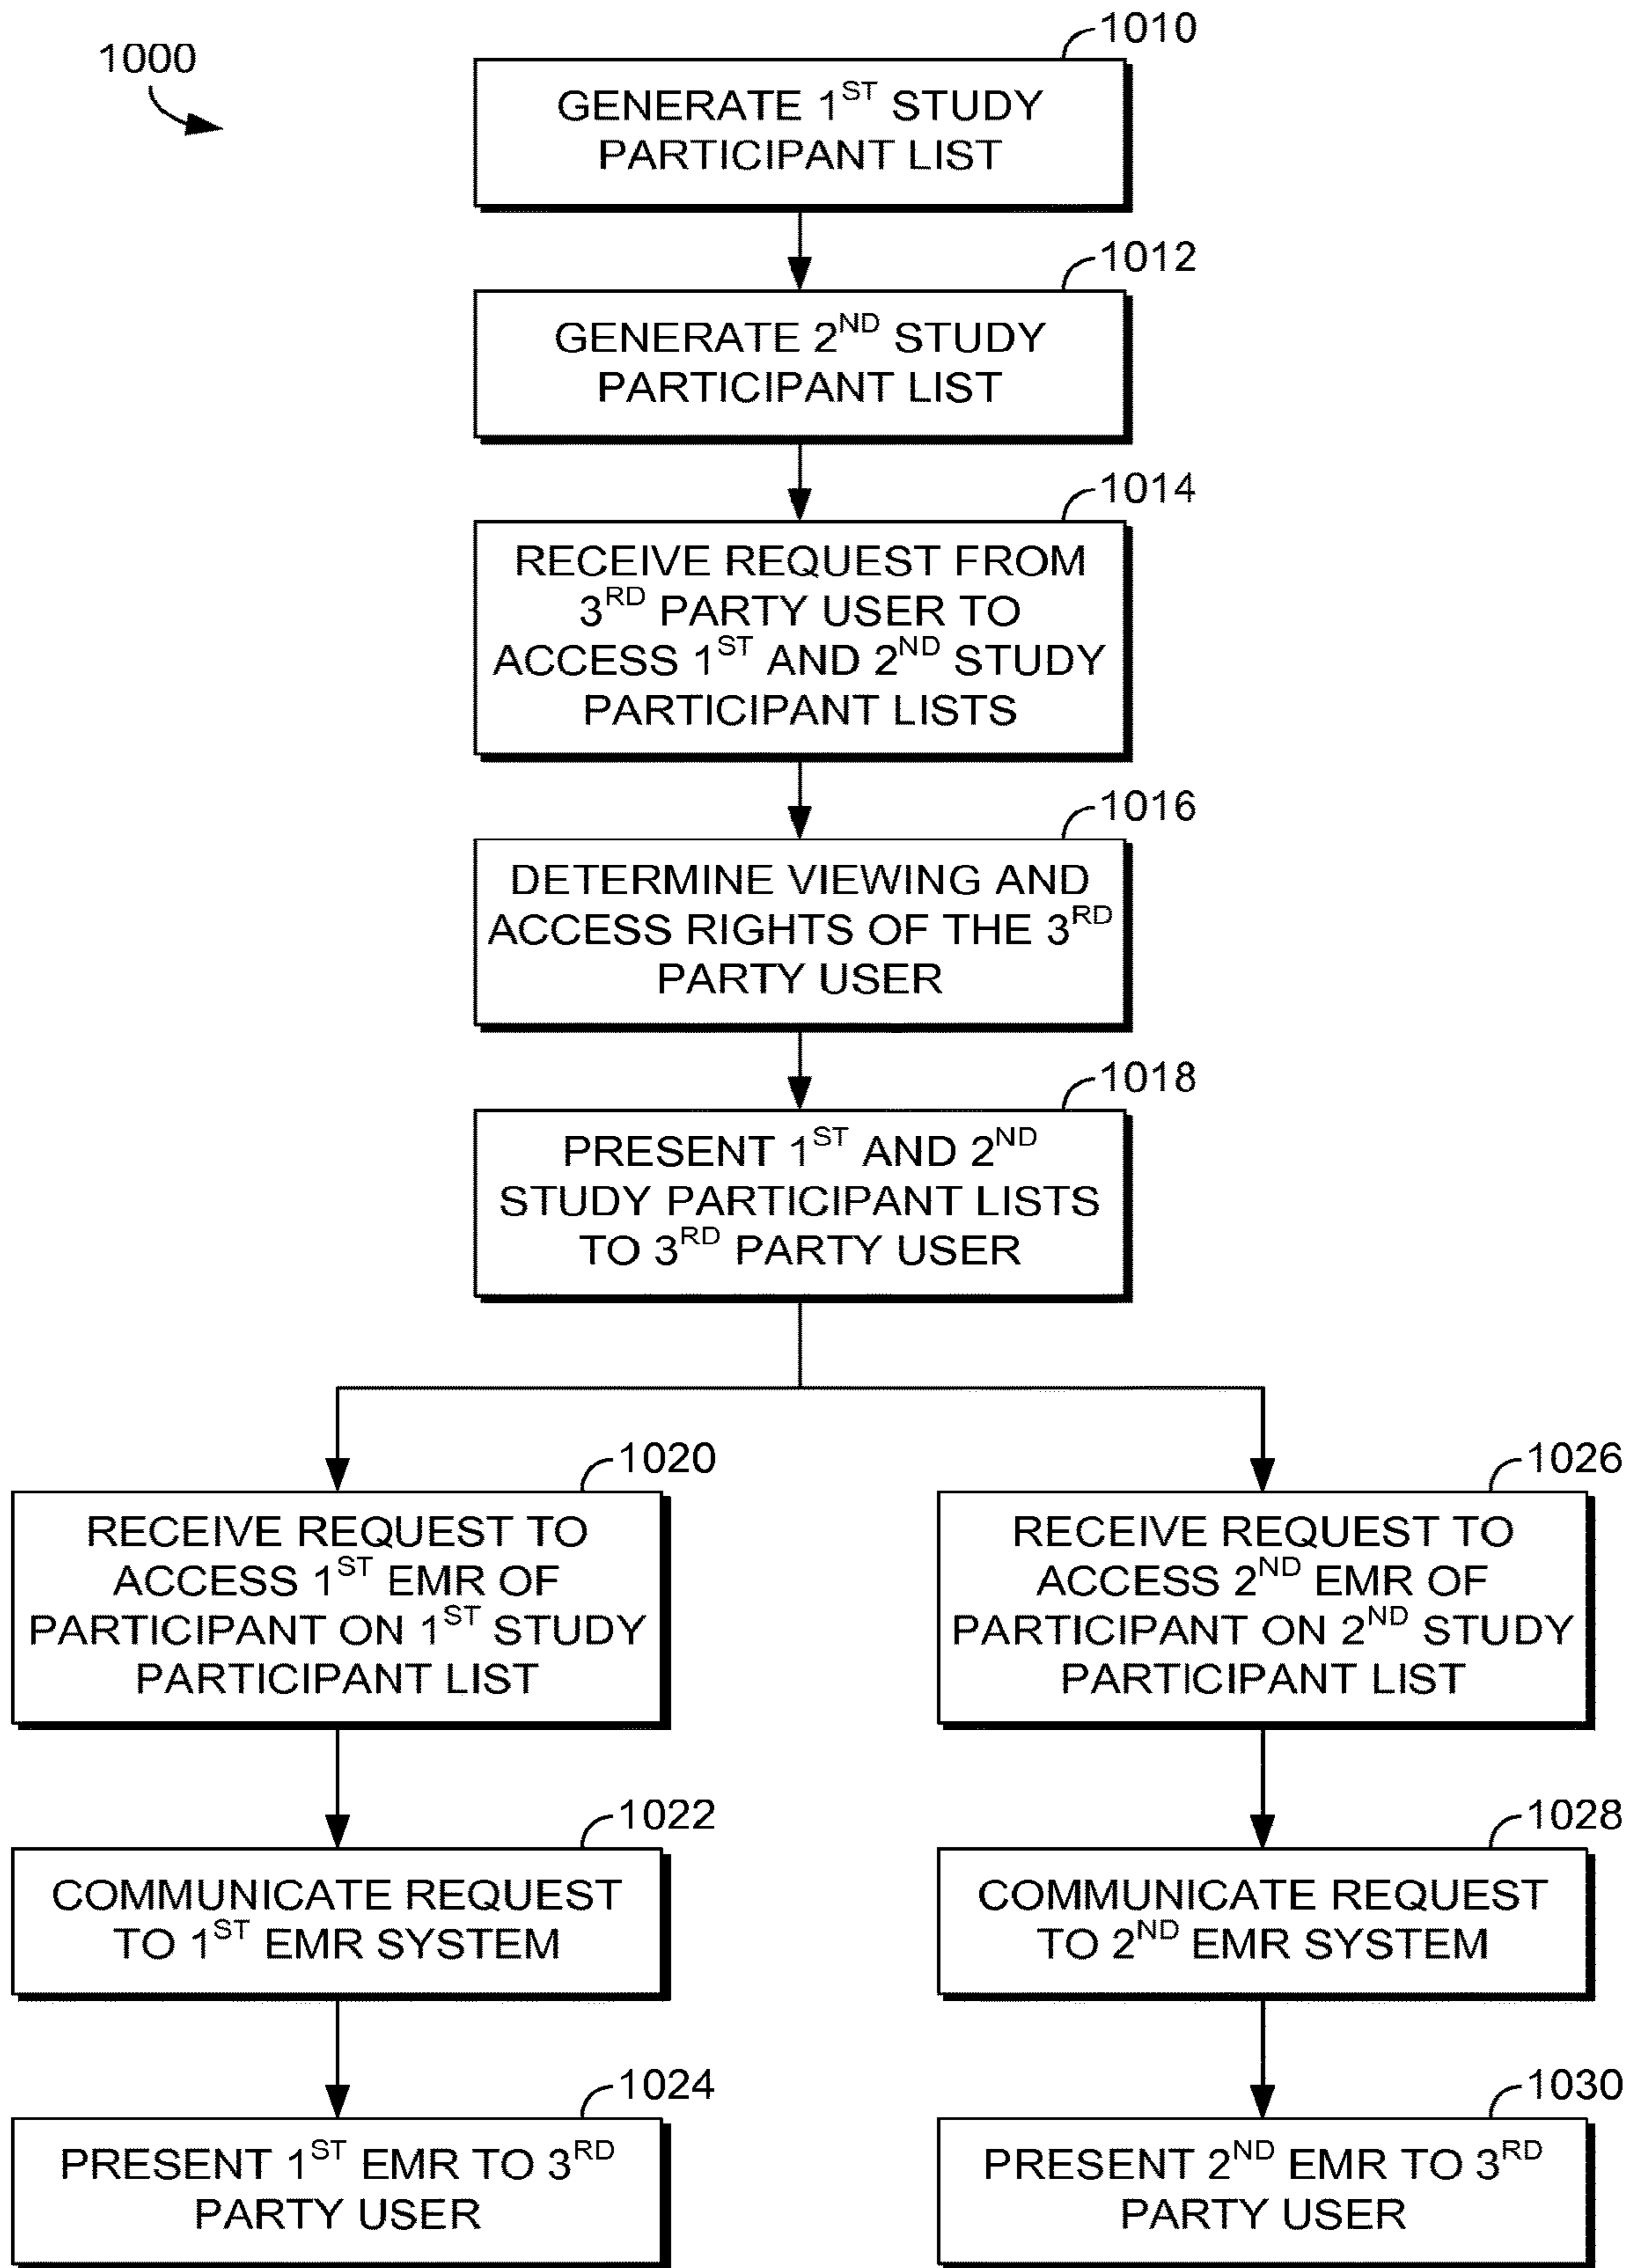 1000
1010
GENERATE 1ST STUDY
PARTICIPANT LIST
1012
GENERATE 2ND STUDY
PARTICIPANT LIST
1014
RECEIVE REQUEST FROM
3RD PARTY USER TO
ACCESS 1ST AND 2ND STUDY
PARTICIPANT LISTS
1016
DETERMINE VIEWING AND
ACCESS RIGHTS OF THE 3RD
PARTY USER
1018
PRESENT 1ST AND 2ND
STUDY PARTICIPANT LISTS
TO 3RD PARTY USER
1020
RECEIVE REQUEST TO
ACCESS 1ST EMR OF
PARTICIPANT ON 1ST STUDY
PARTICIPANT LIST
1022
COMMUNICATE REQUEST
TO 1ST EMR SYSTEM
1024
PRESENT 1ST EMR TO 3RD
PARTY USER
1026
RECEIVE REQUEST TO
ACCESS 2ND EMR OF
PARTICIPANT ON 2ND STUDY
PARTICIPANT LIST
1028
COMMUNICATE REQUEST
TO 2ND EMR SYSTEM
1030
PRESENT 2ND EMR TO 3RD
PARTY USER